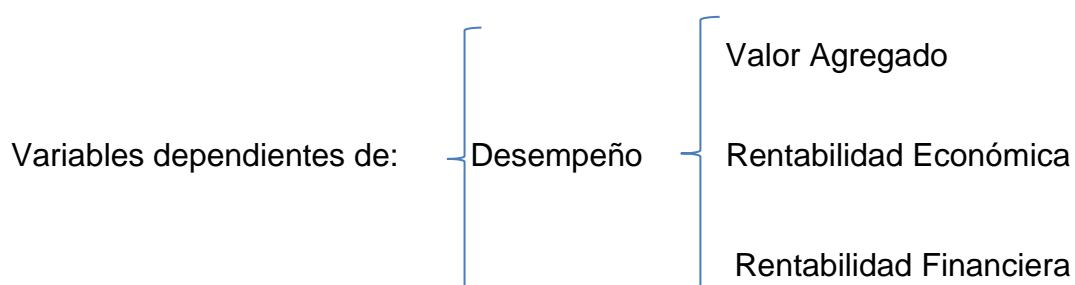 Valor Agregado
Variables dependientes de: Desempeño Rentabilidad Económica
Rentabilidad Financiera